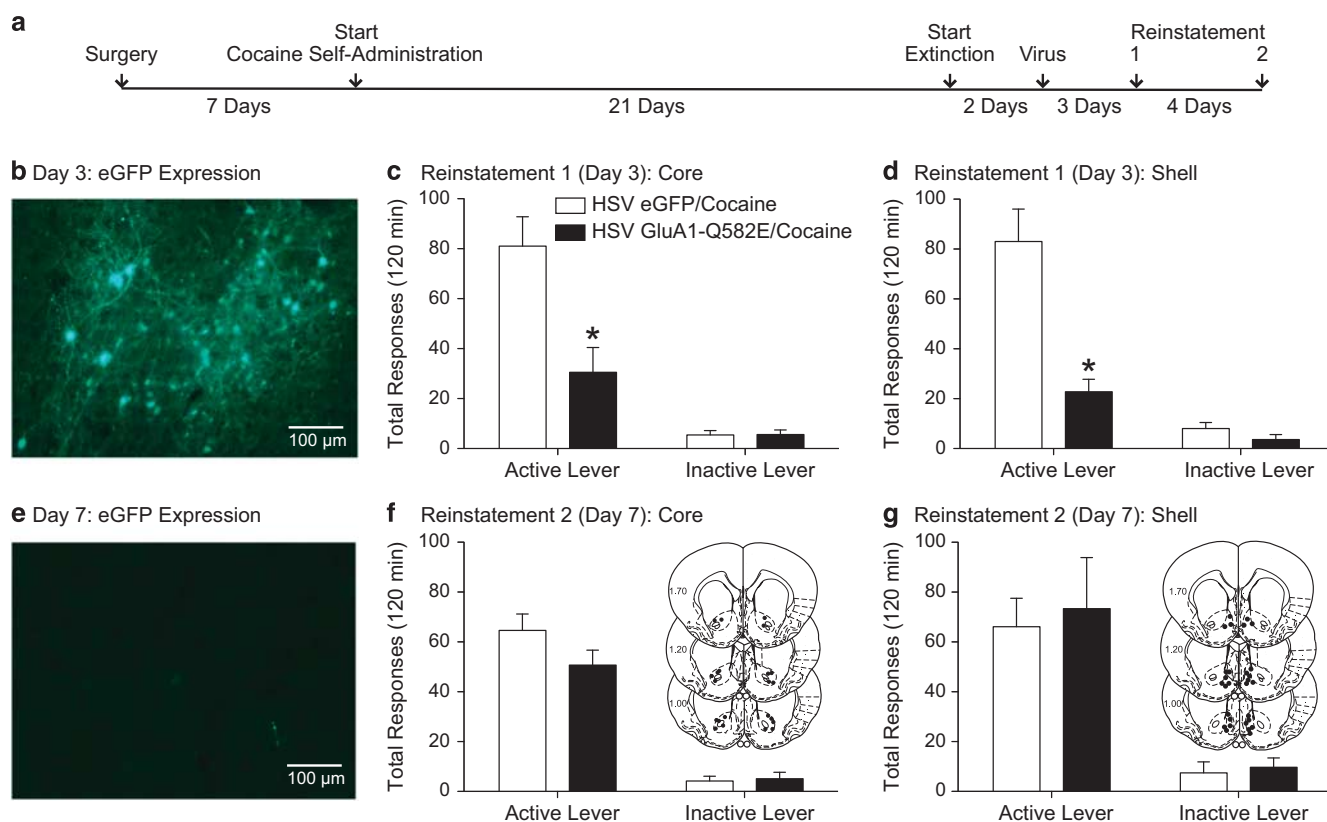 a
Start
Start
Reinstatement
Surgery
Cocaine Self-Administration
Extinction
Virus
1
2
7 Days
21 Days
2 Days
3 Days
4 Days
b Day 3: eGFP Expression
100 µm
c Reinstatement 1 (Day 3): Core
Total Responses (120 min)
100
80
60
40
20
0
HSV eGFP/Cocaine
HSV GluA1-Q582E/Cocaine
*
Active Lever
Inactive Lever
d Reinstatement 1 (Day 3): Shell
Total Responses (120 min)
100
80
60
40
20
0
*
Active Lever
Inactive Lever
e Day 7: eGFP Expression
100 µm
f Reinstatement 2 (Day 7): Core
Total Responses (120 min)
100
80
60
40
20
0
1.70
1.20
1.00
Active Lever
Inactive Lever
g Reinstatement 2 (Day 7): Shell
Total Responses (120 min)
100
80
60
40
20
0
1.70
1.20
1.00
Active Lever
Inactive Lever